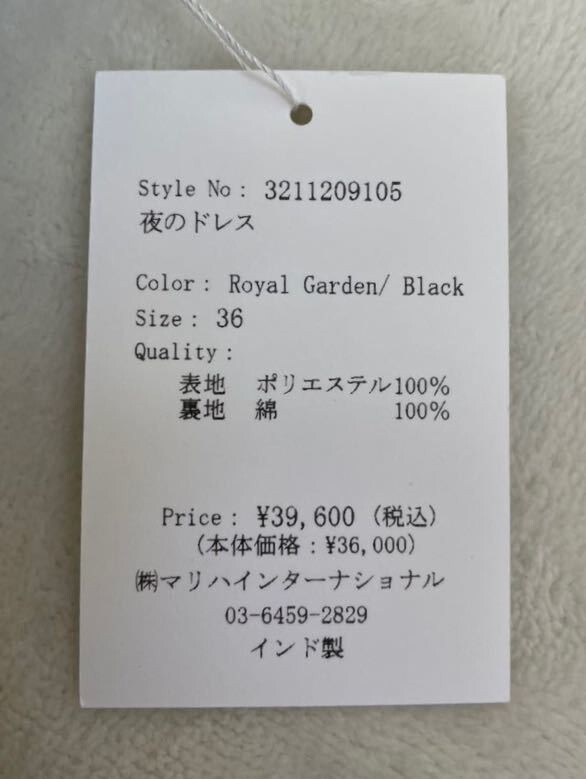 Style No : 3211209105
夜のドレス
Color : Royal Garden/ Black
Size : 36
Quality :
表地 ポリエステル100%
裏地 綿 100%
Price : ¥39,600 (税込)
(本体価格 : ¥36,000)
㈱マリハインターナショナル
03-6459-2829
インド製